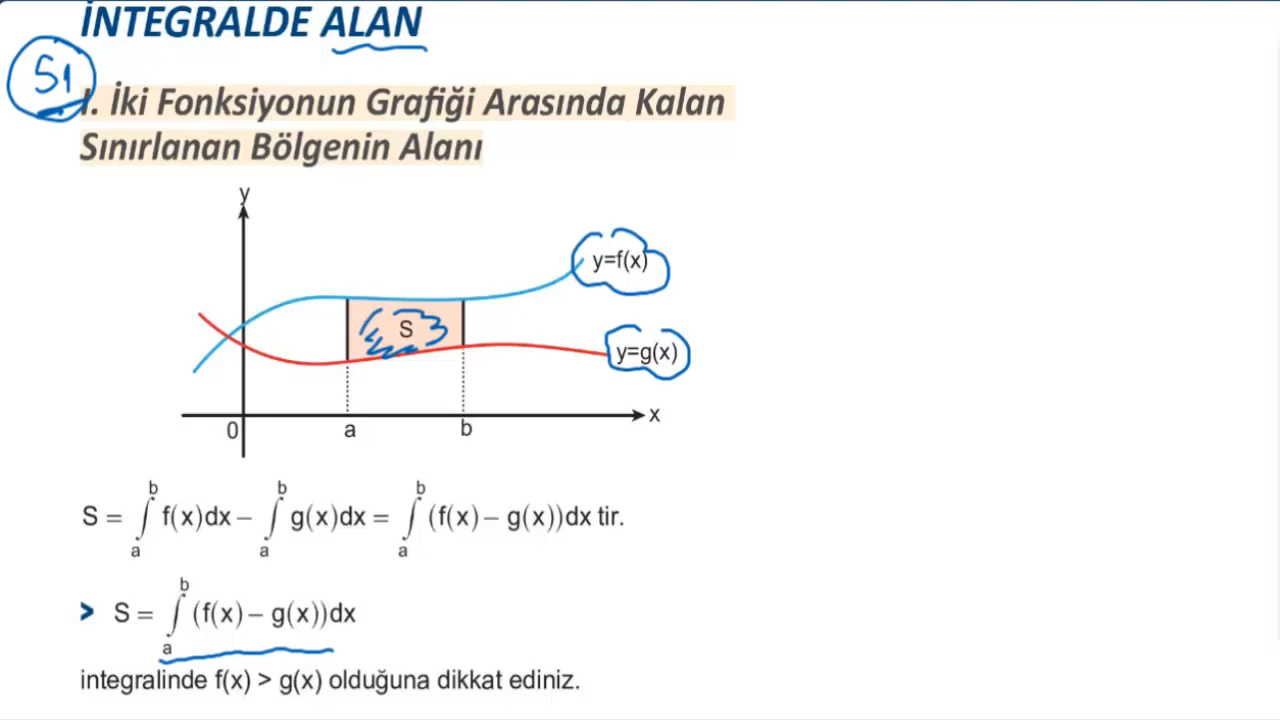 İNTEGRALDE ALAN
S1
I. İki Fonksiyonun Grafiği Arasında Kalan
Sınırlanan Bölgenin Alanı
y
y=f(x)
S
y=g(x)
0 a b x
S = ∫ₐᵇ f(x)dx − ∫ₐᵇ g(x)dx = ∫ₐᵇ (f(x) − g(x))dx tir.
> S = ∫ₐᵇ (f(x) − g(x))dx
integralinde f(x) > g(x) olduğuna dikkat ediniz.